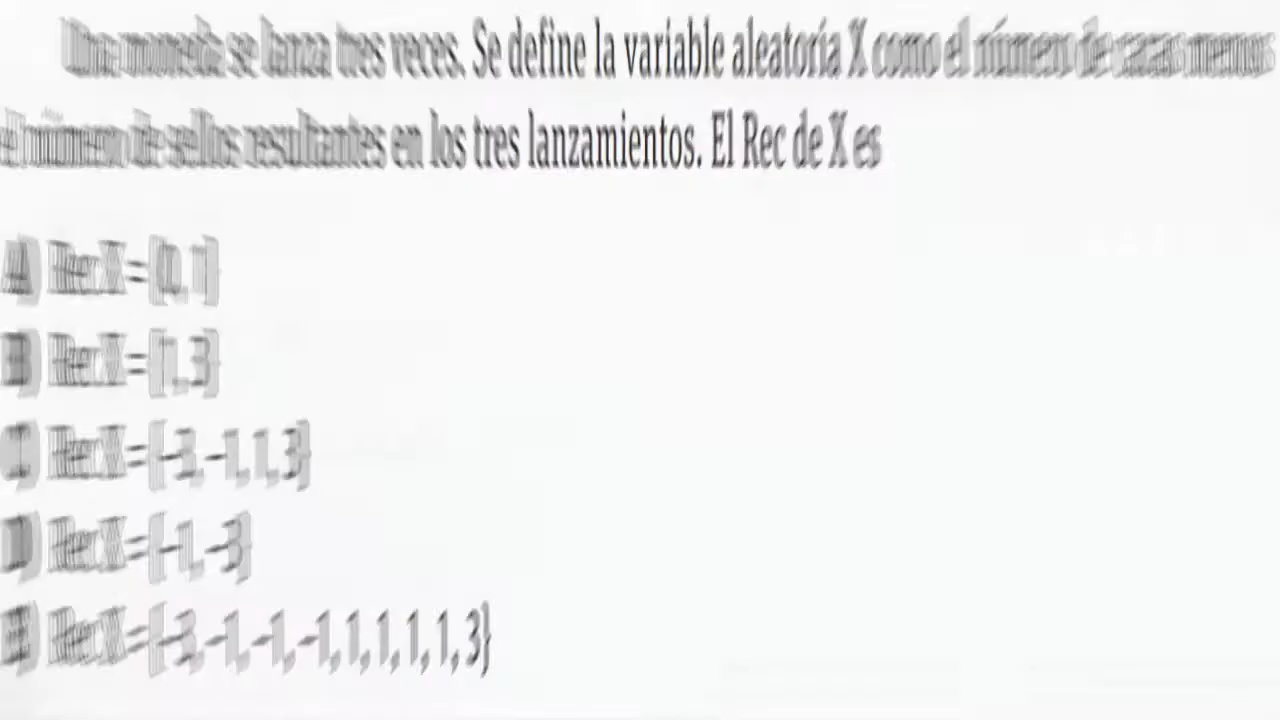 Una moneda se lanza tres veces. Se define la variable aleatoria X como el número de caras menos
el número de sellos resultantes en los tres lanzamientos. El Rec de X es
A) Rec X = {0, 1}
B) Rec X = {1, 3}
C) Rec X = {-3, -1, 1, 3}
D) Rec X = {-1, -3}
E) Rec X = {-3, -1, -1, -1, 1, 1, 1, 1, 3}